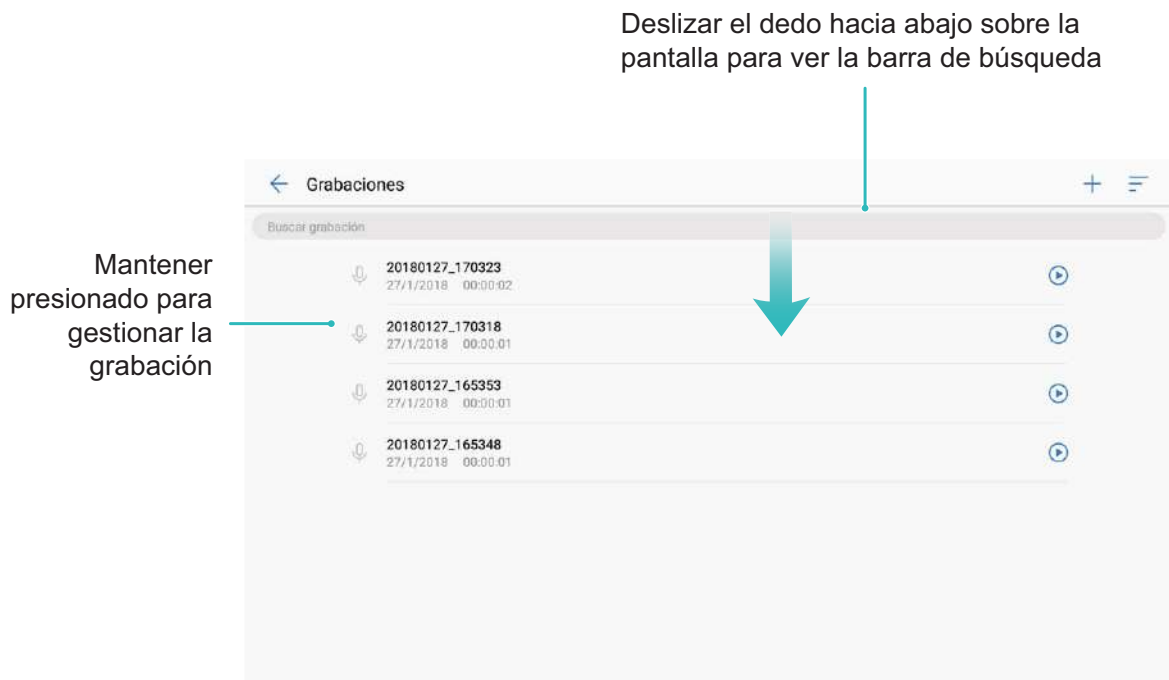 Deslizar el dedo hacia abajo sobre la
pantalla para ver la barra de búsqueda
Grabaciones
Buscar grabación
Mantener
presionado para
gestionar la
grabación
20180127_170323
27/1/2018 00:00:02
20180127_170318
27/1/2018 00:00:01
20180127_165353
27/1/2018 00:00:01
20180127_165348
27/1/2018 00:00:01